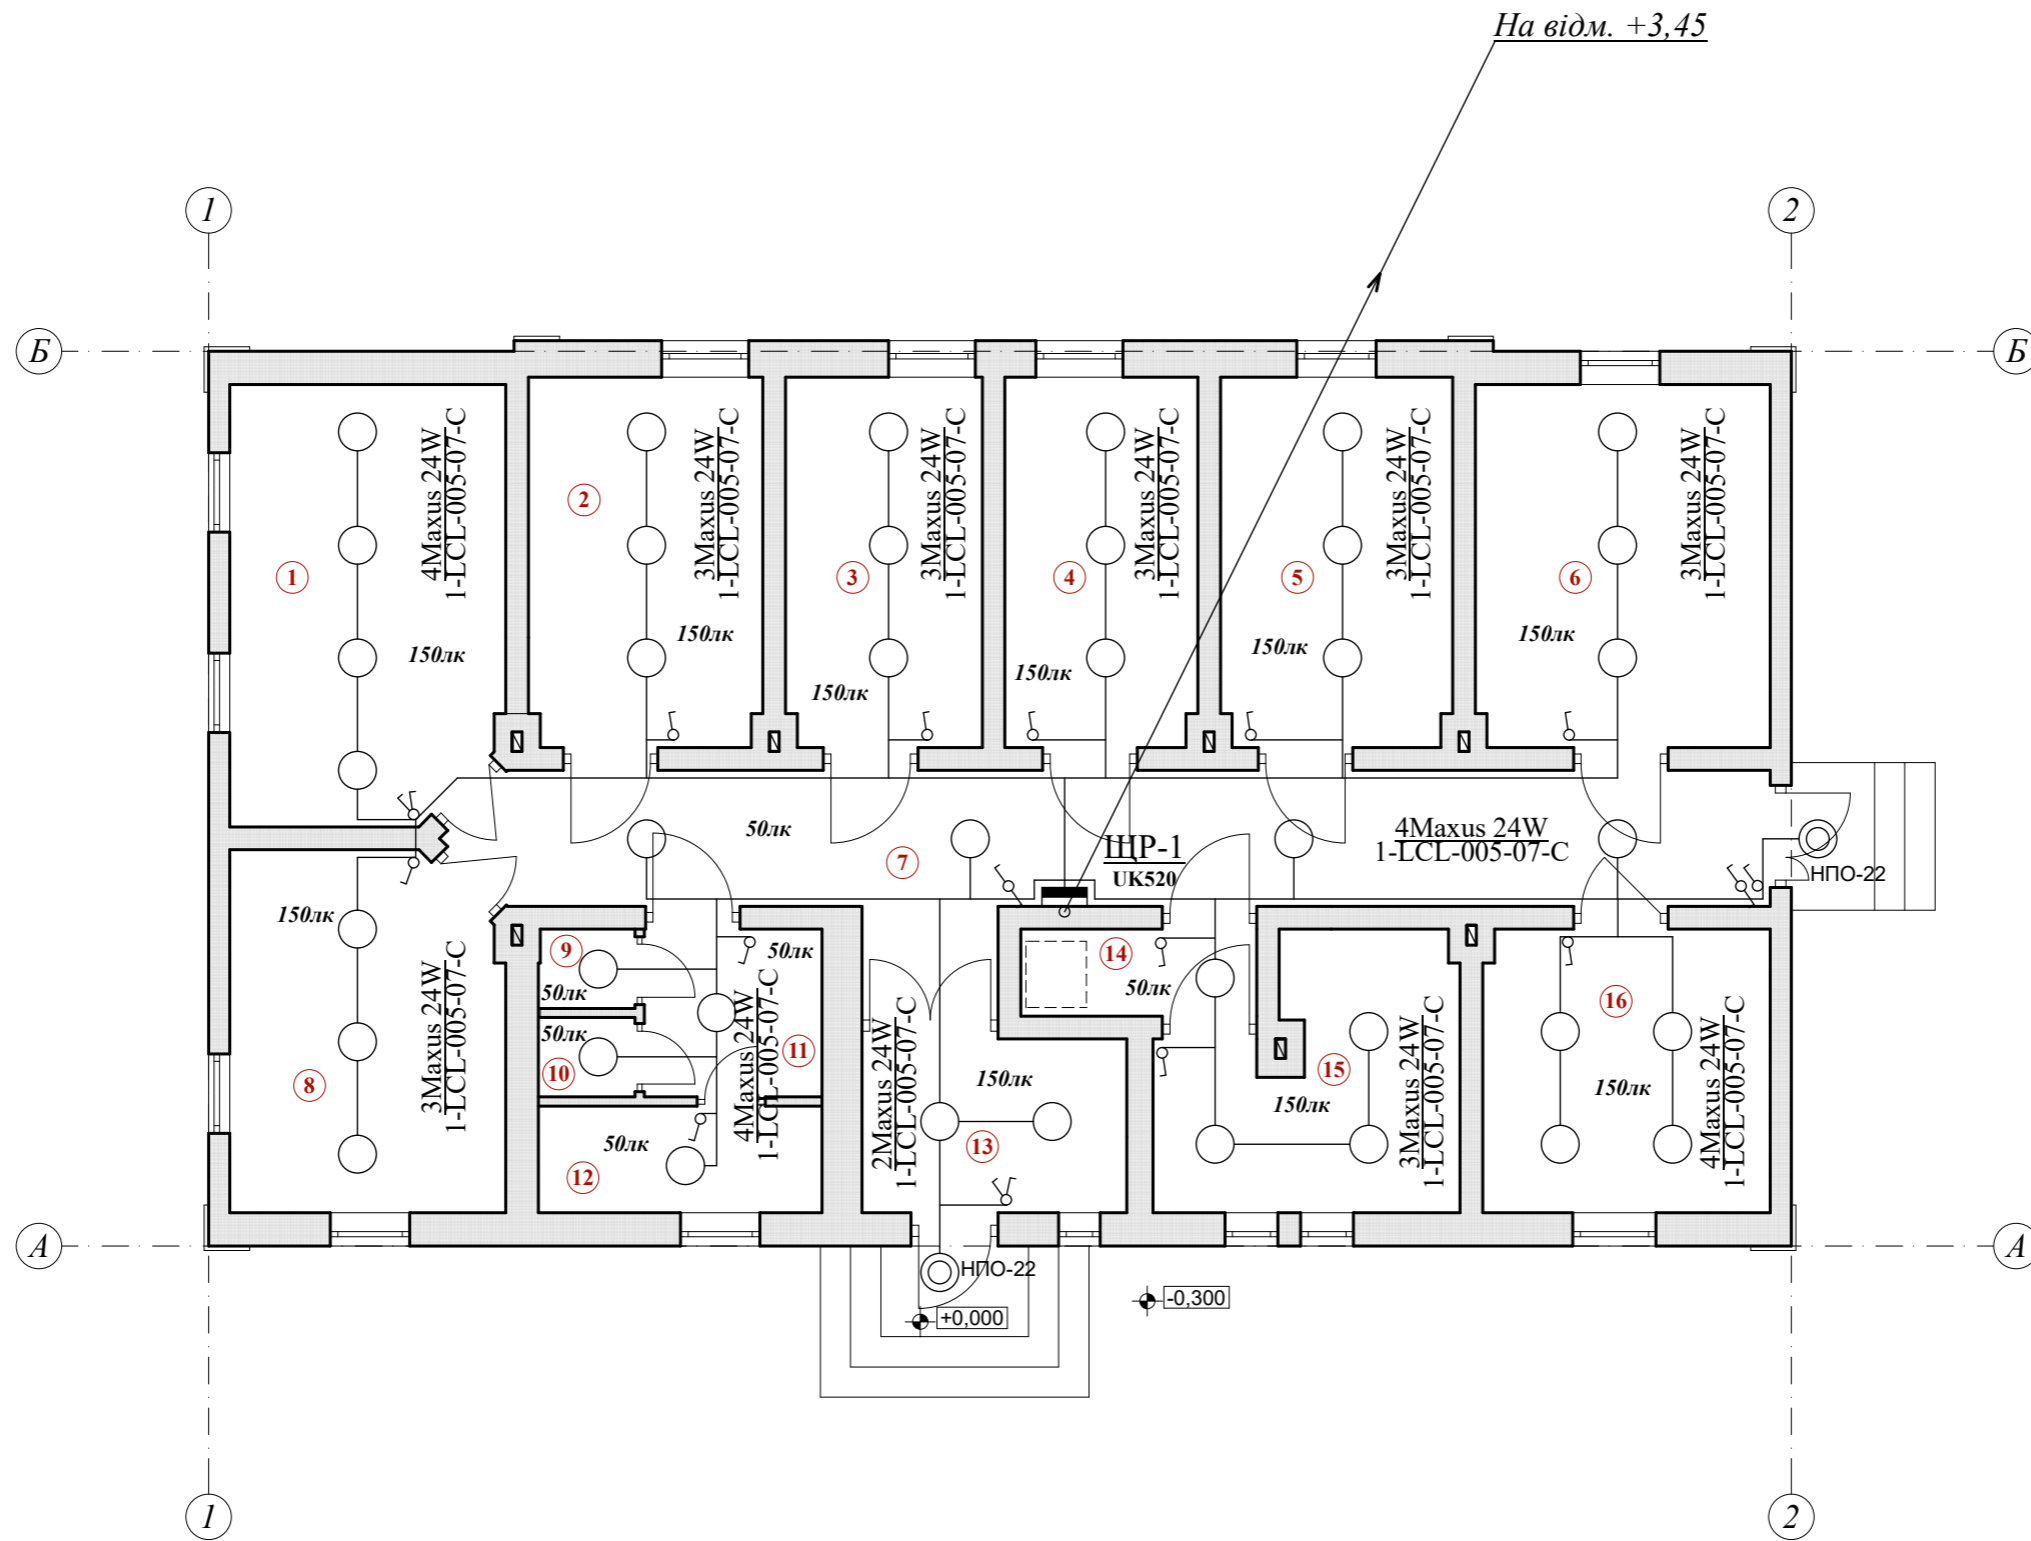 На відм. +3,45
1
2
Б
Б
4Maxus 24W
1-LCL-005-07-C
3Maxus 24W
1-LCL-005-07-C
3Maxus 24W
1-LCL-005-07-C
3Maxus 24W
1-LCL-005-07-C
3Maxus 24W
1-LCL-005-07-C
3Maxus 24W
1-LCL-005-07-C
1
2
3
4
5
6
150лк
150лк
150лк
150лк
150лк
150лк
50лк
7
ЩР-1
UK520
4Maxus 24W
1-LCL-005-07-C
НПО-22
150лк
8
3Maxus 24W
1-LCL-005-07-C
9
50лк
50лк
10
50лк
11
4Maxus 24W
1-LCL-005-07-C
50лк
12
2Maxus 24W
1-LCL-005-07-C
150лк
13
14
50лк
15
150лк
3Maxus 24W
1-LCL-005-07-C
16
150лк
4Maxus 24W
1-LCL-005-07-C
А
А
НПО-22
+0,000
-0,300
1
2